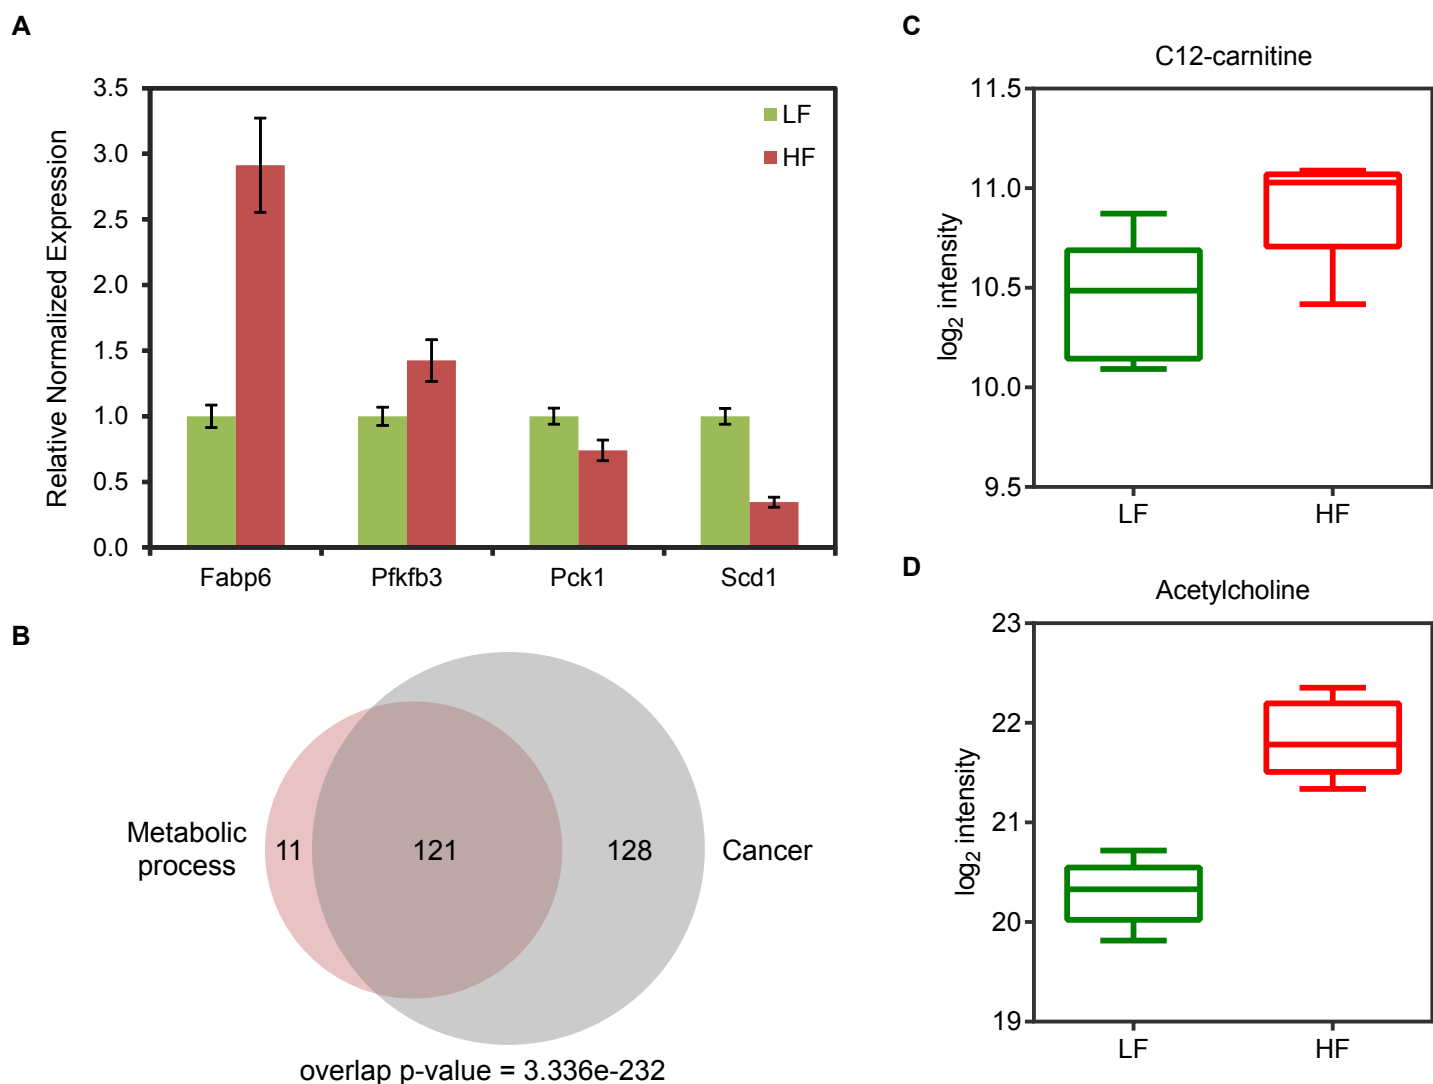 A
Relative Normalized Expression
3.5
3.0
2.5
2.0
1.5
1.0
0.5
0.0
LF
HF
Fabp6
Pfkfb3
Pck1
Scd1
B
Metabolic
process
11
121
128
Cancer
overlap p-value = 3.336e-232
C
C12-carnitine
log2 intensity
11.5
11.0
10.5
10.0
9.5
LF
HF
D
Acetylcholine
log2 intensity
23
22
21
20
19
LF
HF